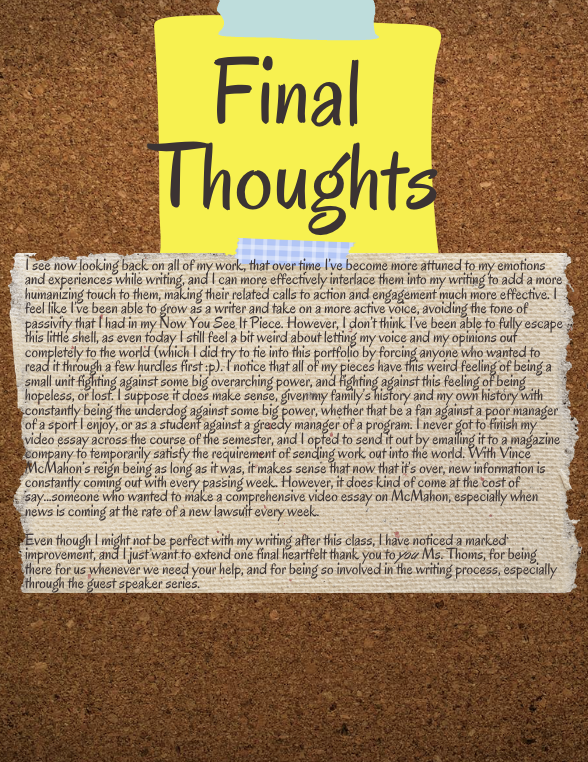 Final
Thoughts
I see now looking back on all of my work, that over time I've become more attuned to my emotions
and experiences while writing, and I can more effectively interlace them into my writing to add a more
humanizing touch to them, making their related calls to action and engagement much more effective. I
feel like I've been able to grow as a writer and take on a more active voice, avoiding the tone of
passivity that I had in my Now You See It Piece. However, I don't think I've been able to fully escape
this little shell, as even today I still feel a bit weird about letting my voice and my opinions out
completely to the world (which I did try to tie into this portfolio by forcing anyone who wanted to
read it through a few hurdles first :p). I notice that all of my pieces have this weird feeling of being a
small unit fighting against some big overarching power, and fighting against this feeling of being
hopeless, or lost. I suppose it does make sense, given my family's history and my own history with
constantly being the underdog against some big power, whether that be a fan against a poor manager
of a sport I enjoy, or as a student against a greedy manager of a program. I never got to finish my
video essay across the course of the semester, and I opted to send it out by emailing it to a magazine
company to temporarily satisfy the requirement of sending work out into the world. With Vince
McMahon's reign being as long as it was, it makes sense that now that it's over, new information is
constantly coming out with every passing week. However, it does kind of come at the cost of
say...someone who wanted to make a comprehensive video essay on McMahon, especially when
news is coming at the rate of a new lawsuit every week.
Even though I might not be perfect with my writing after this class, I have noticed a marked
improvement, and I just want to extend one final heartfelt thank you to you Ms. Thoms, for being
there for us whenever we need your help, and for being so involved in the writing process, especially
through the guest speaker series.